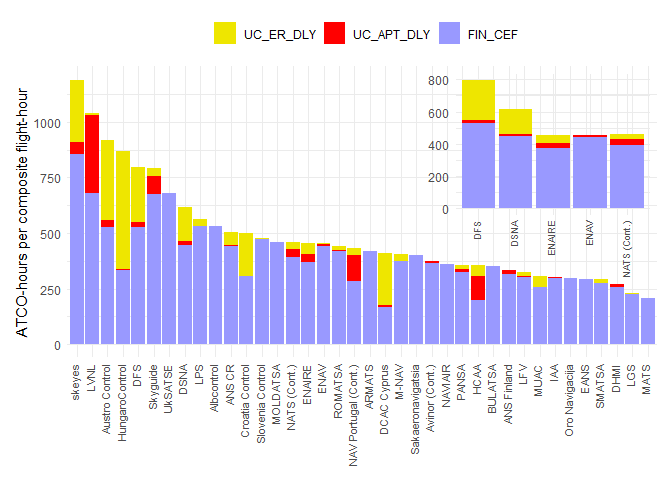 UC_ER_DLY UC_APT_DLY FIN_CEF
ATCO-hours per composite flight-hour
1000
750
500
250
0
800
600
400
200
0
DFS
DSNA
ENAIRE
ENAV
NATS (Cont.)
skeyes
LVNL
Austro Control
HungaroControl
DFS
Skyguide
UkSATSE
DSNA
LPS
Albcontrol
ANS CR
Croatia Control
Slovenia Control
MOLDATSA
NATS (Cont.)
ENAIRE
ENAV
ROMATSA
NAV Portugal (Cont.)
ARMATS
DCAC Cyprus
M-NAV
Sakaeronavigatsia
Avinor (Cont.)
NAVIAIR
PANSA
HCAA
BULATSA
ANS Finland
LFV
MUAC
IAA
Oro Navigacija
EANS
SMATSA
DHMI
LGS
MATS